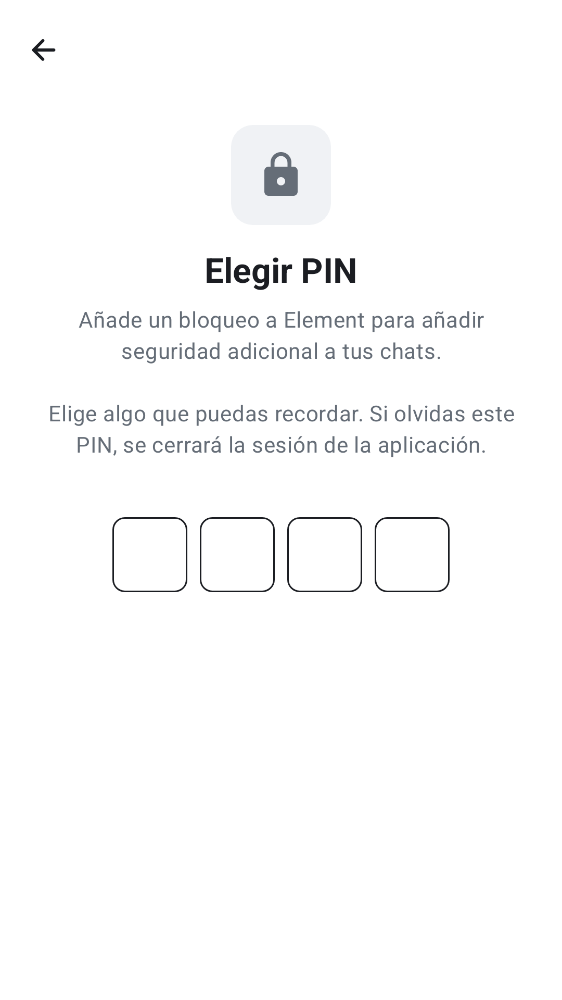 Elegir PIN
Añade un bloqueo a Element para añadir
seguridad adicional a tus chats.
Elige algo que puedas recordar. Si olvidas este
PIN, se cerrará la sesión de la aplicación.